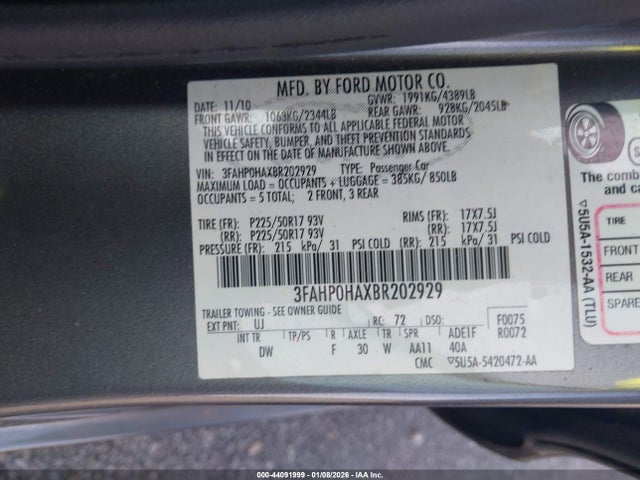 MFD. BY FORD MOTOR CO.
DATE: 11/10 GVWR: 1991KG/4389LB
FRONT GAWR: 1063KG/2344LB REAR GAWR: 928KG/2045LB
THIS VEHICLE CONFORMS TO ALL APPLICABLE FEDERAL MOTOR
VEHICLE SAFETY, BUMPER, AND THEFT PREVENTION STANDARDS
IN EFFECT ON THE DATE OF MANUFACTURE SHOWN ABOVE.
VIN: 3FAHP0HAXBR202929 TYPE: Passenger Car
MAXIMUM LOAD = OCCUPANTS + LUGGAGE = 385KG/850LB
OCCUPANTS = 5 TOTAL; 2 FRONT, 3 REAR
TIRE (FR): P225/50R17 93V RIMS (FR): 17X7.5J
(RR): P225/50R17 93V (RR): 17X7.5J
PRESSURE (FR): 215 kPa/ 31 PSI COLD (RR): 215 kPa/ 31 PSI COLD
3FAHP0HAXBR202929
TRAILER TOWING - SEE OWNER GUIDE
EXT PNT: UJ RC: 72 DSO: F0075
R0072
INT TR TP/PS R AXLE TR SPR ADE1F
DW F 30 W AA11 40A
CMC ▽5U5A-5420472-AA
▽5U5A-1532-AA (TLU)
S
The comb
TIRE
FRONT
REAR
SPARE
000-44091999 | 01/08/2026 - IAA Inc.